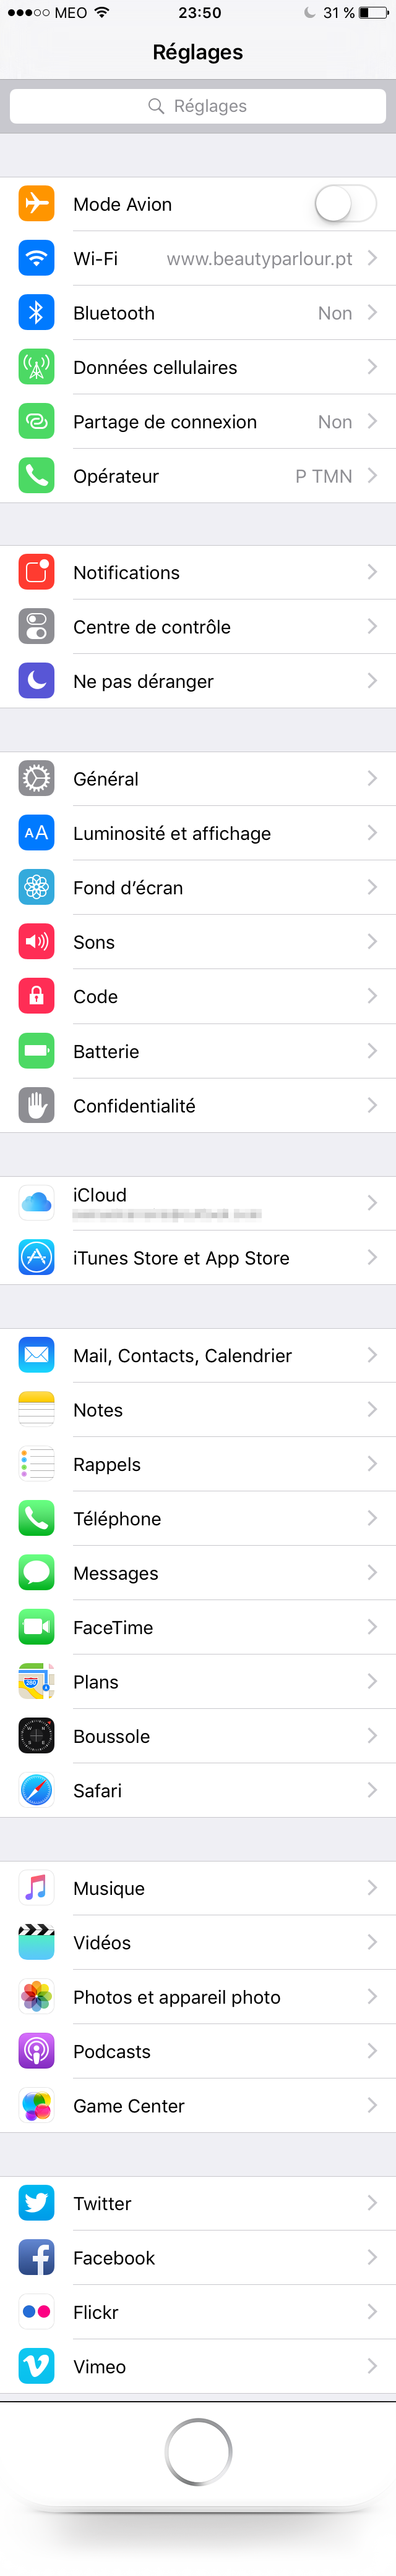 MEO 23:50 31 %
Réglages
Réglages
Mode Avion
Wi-Fi www.beautyparlour.pt
Bluetooth Non
Données cellulaires
Partage de connexion Non
Opérateur P TMN
Notifications
Centre de contrôle
Ne pas déranger
Général
AA Luminosité et affichage
Fond d’écran
Sons
Code
Batterie
Confidentialité
iCloud
iTunes Store et App Store
Mail, Contacts, Calendrier
Notes
Rappels
Téléphone
Messages
FaceTime
280 Plans
Boussole
Safari
Musique
Vidéos
Photos et appareil photo
Podcasts
Game Center
Twitter
Facebook
Flickr
Vimeo